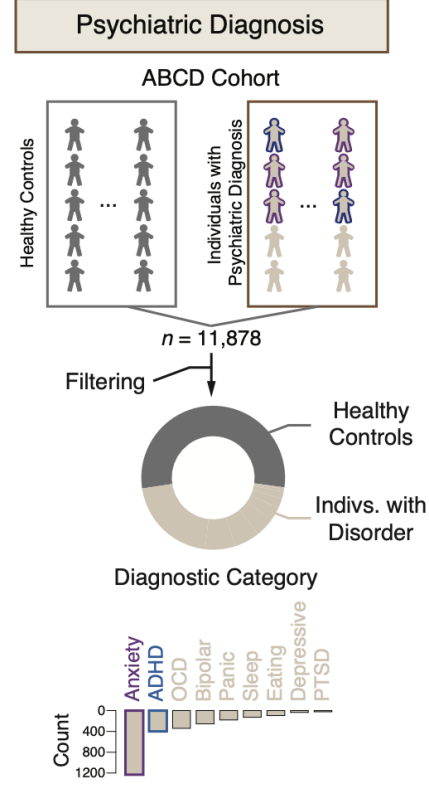 Psychiatric Diagnosis
ABCD Cohort
Healthy Controls
...
Individuals with
Psychiatric Diagnosis
...
n = 11,878
Filtering
Healthy
Controls
Indivs. with
Disorder
Diagnostic Category
Anxiety
ADHD
OCD
Bipolar
Panic
Sleep
Eating
Depressive
PTSD
Count
0
400
800
1200